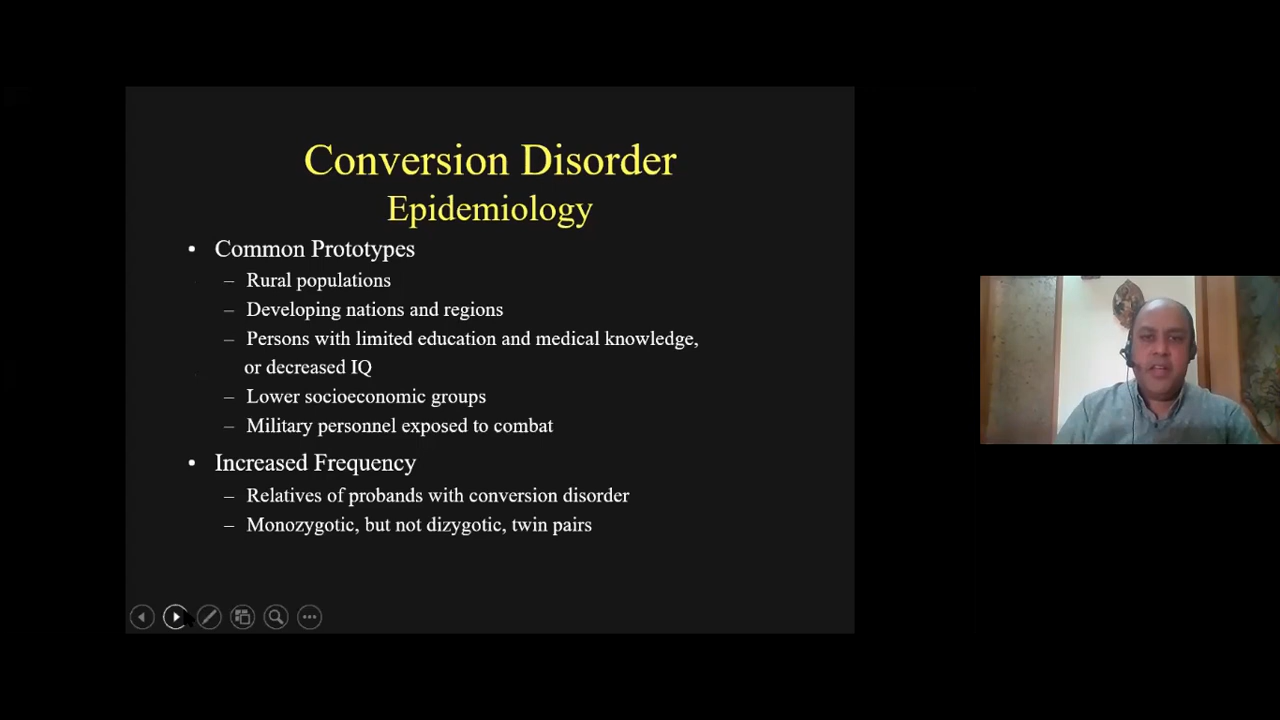 Conversion Disorder
Epidemiology
• Common Prototypes
– Rural populations
– Developing nations and regions
– Persons with limited education and medical knowledge,
or decreased IQ
– Lower socioeconomic groups
– Military personnel exposed to combat
• Increased Frequency
– Relatives of probands with conversion disorder
– Monozygotic, but not dizygotic, twin pairs